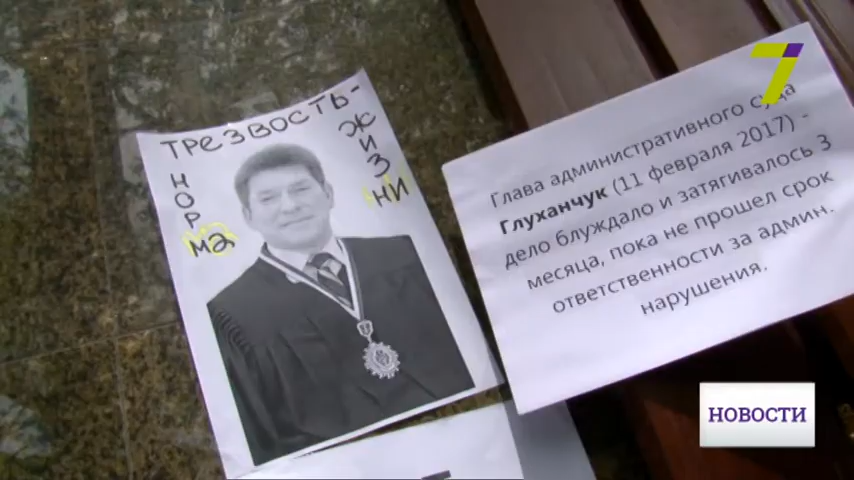 7
ТРЕЗВОСТЬ-
НОРМа
ЖИЗНИ
Глава административного суда
Глуханчук (11 февраля 2017) -
дело блуждало и затягивалось 3
месяца, пока не прошел срок
ответственности за админ.
нарушения.
НОВОСТИ